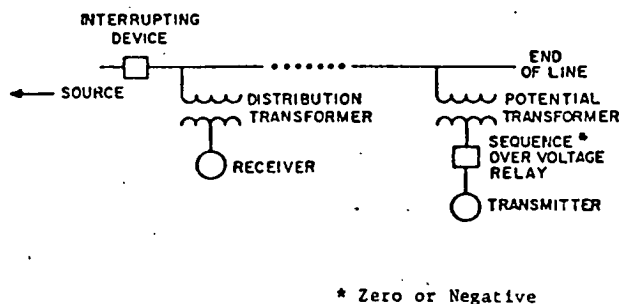 INTERRUPTING
DEVICE
SOURCE
END
OF LINE
DISTRIBUTION
TRANSFORMER
POTENTIAL
TRANSFORMER
RECEIVER
SEQUENCE *
OVER VOLTAGE
RELAY
TRANSMITTER
* Zero or Negative